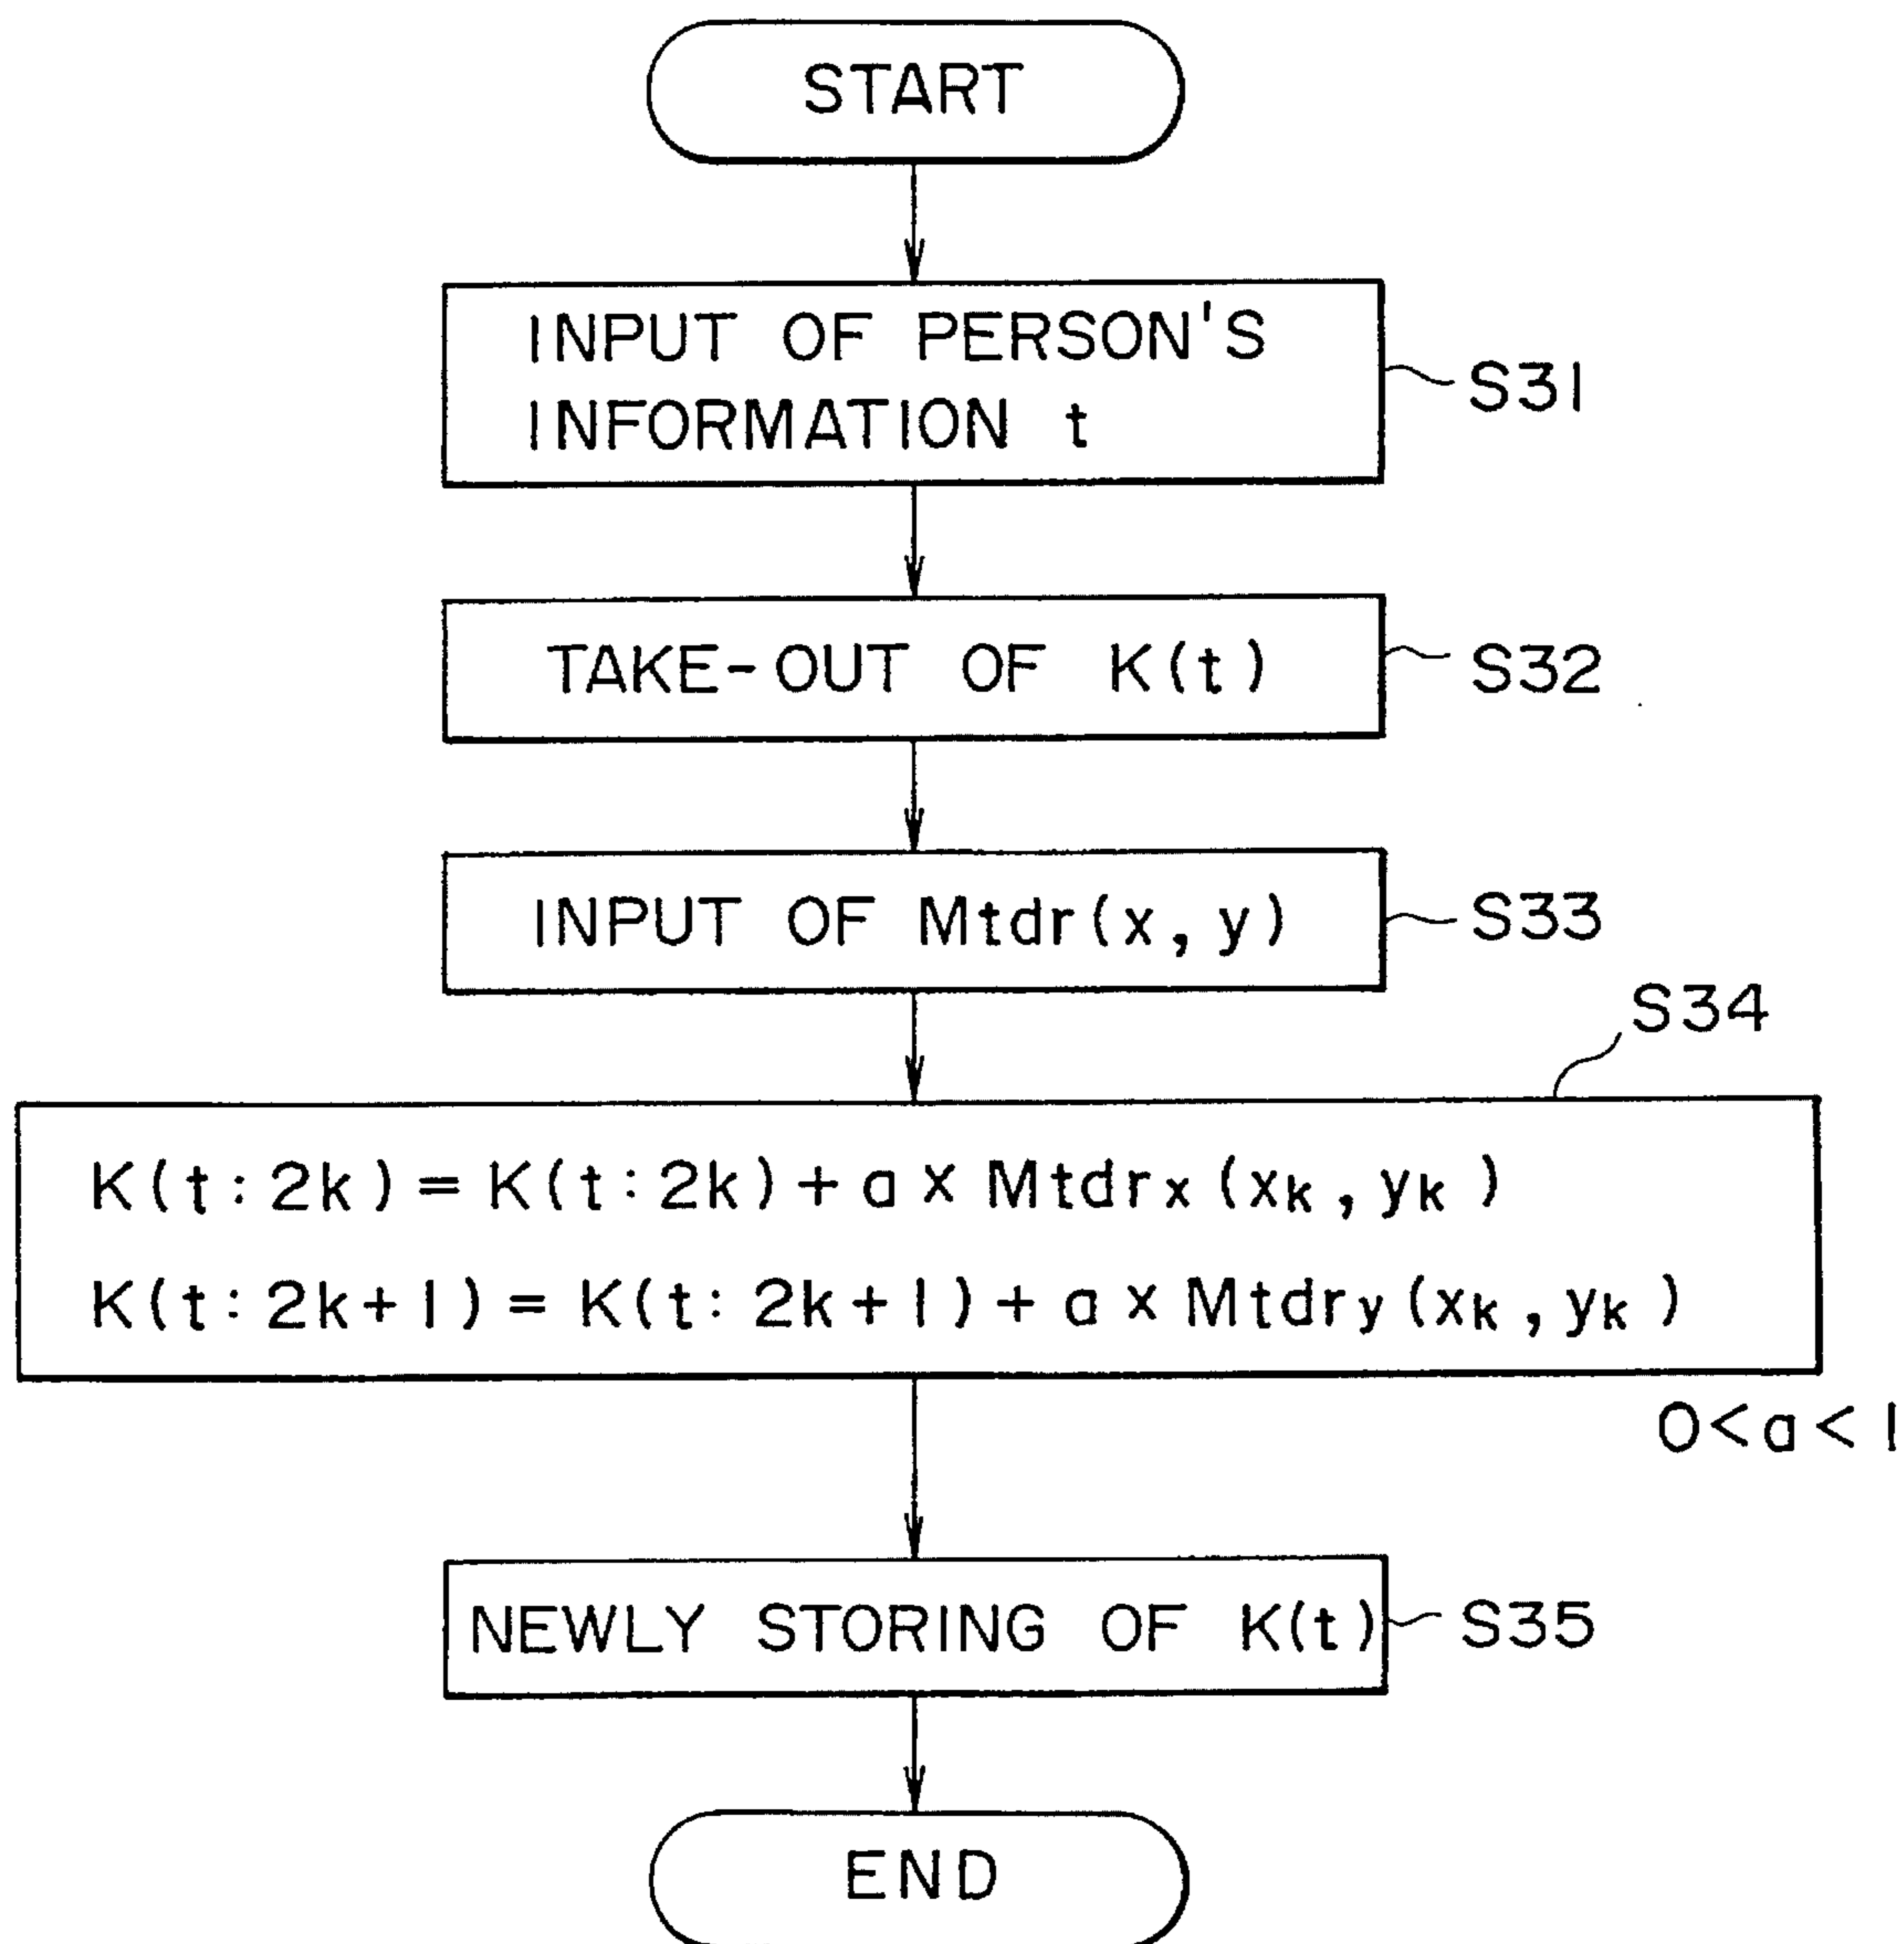 START
INPUT OF PERSON'S
INFORMATION t
S31
TAKE-OUT OF K(t)
S32
INPUT OF Mtdr(x, y)
S33
S34
K(t:2k)=K(t:2k)+a×Mtdrx(xk,yk)
K(t:2k+1)=K(t:2k+1)+a×Mtdry(xk,yk)
0<a<1
NEWLY STORING OF K(t)
S35
END